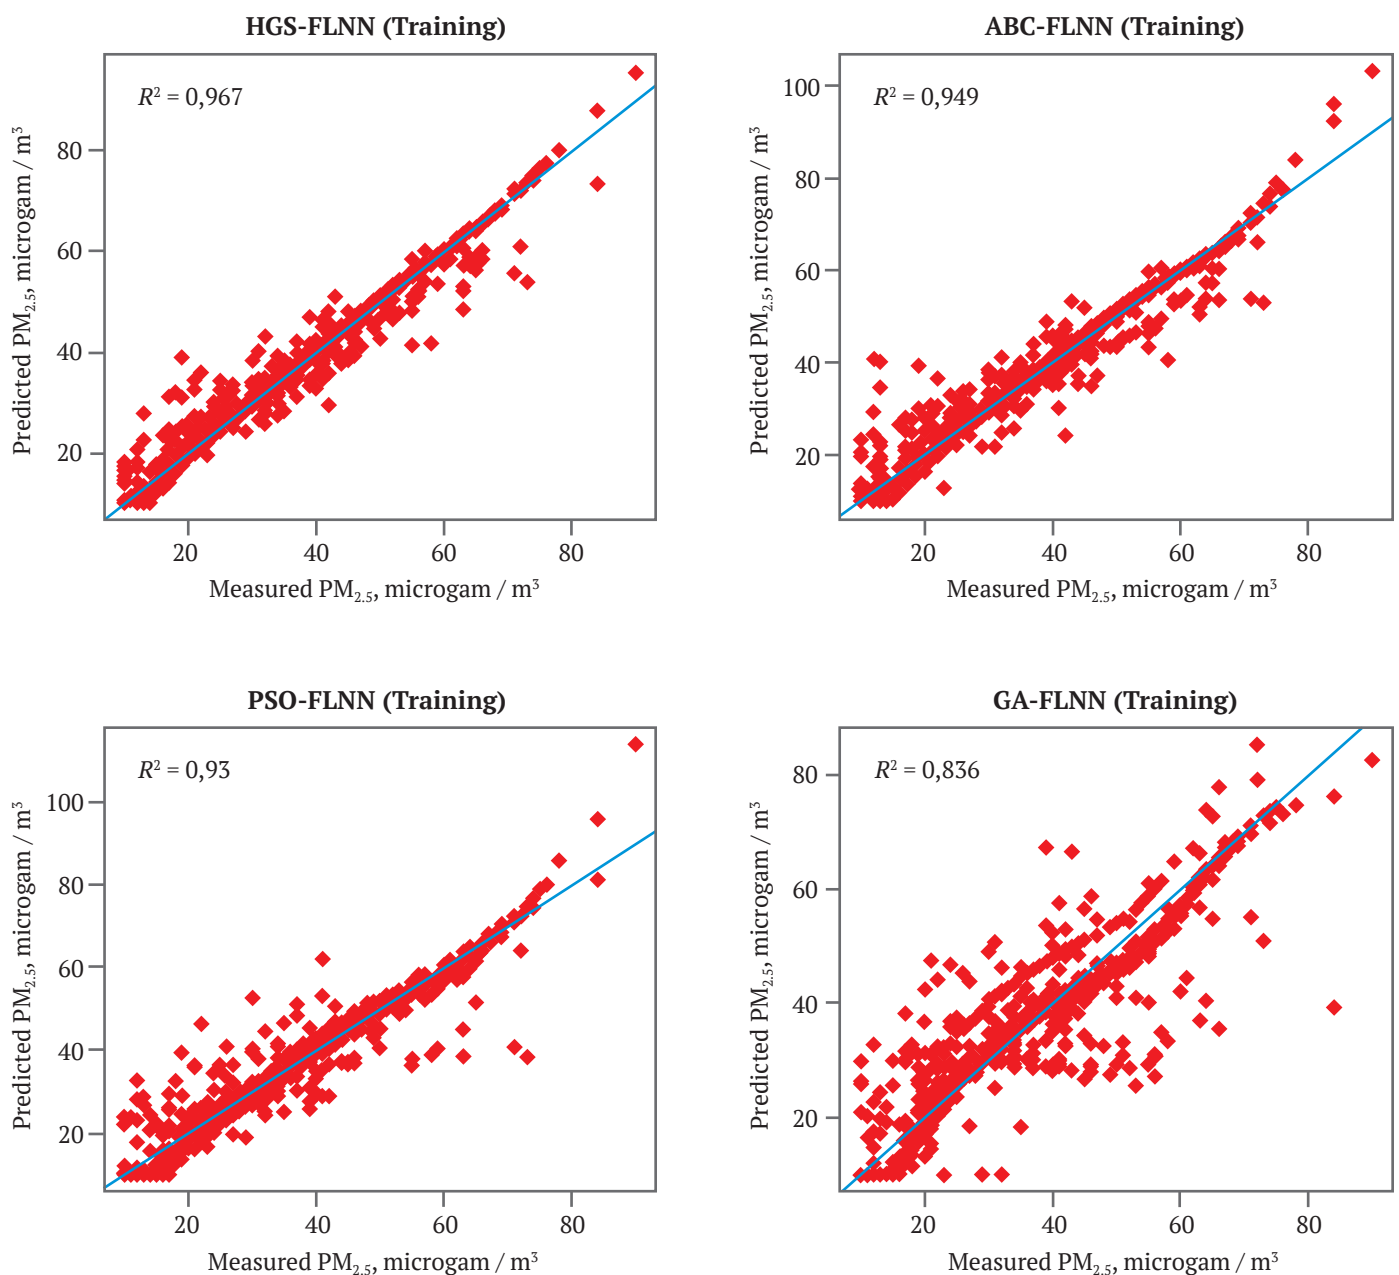 HGS-FLNN (Training)
R² = 0,967
Predicted PM₂.₅, microgam / m³
80
60
40
20
20 40 60 80
Measured PM₂.₅, microgam / m³
ABC-FLNN (Training)
R² = 0,949
Predicted PM₂.₅, microgam / m³
100
80
60
40
20
20 40 60 80
Measured PM₂.₅, microgam / m³
PSO-FLNN (Training)
R² = 0,93
Predicted PM₂.₅, microgam / m³
100
80
60
40
20
20 40 60 80
Measured PM₂.₅, microgam / m³
GA-FLNN (Training)
R² = 0,836
Predicted PM₂.₅, microgam / m³
80
60
40
20
20 40 60 80
Measured PM₂.₅, microgam / m³